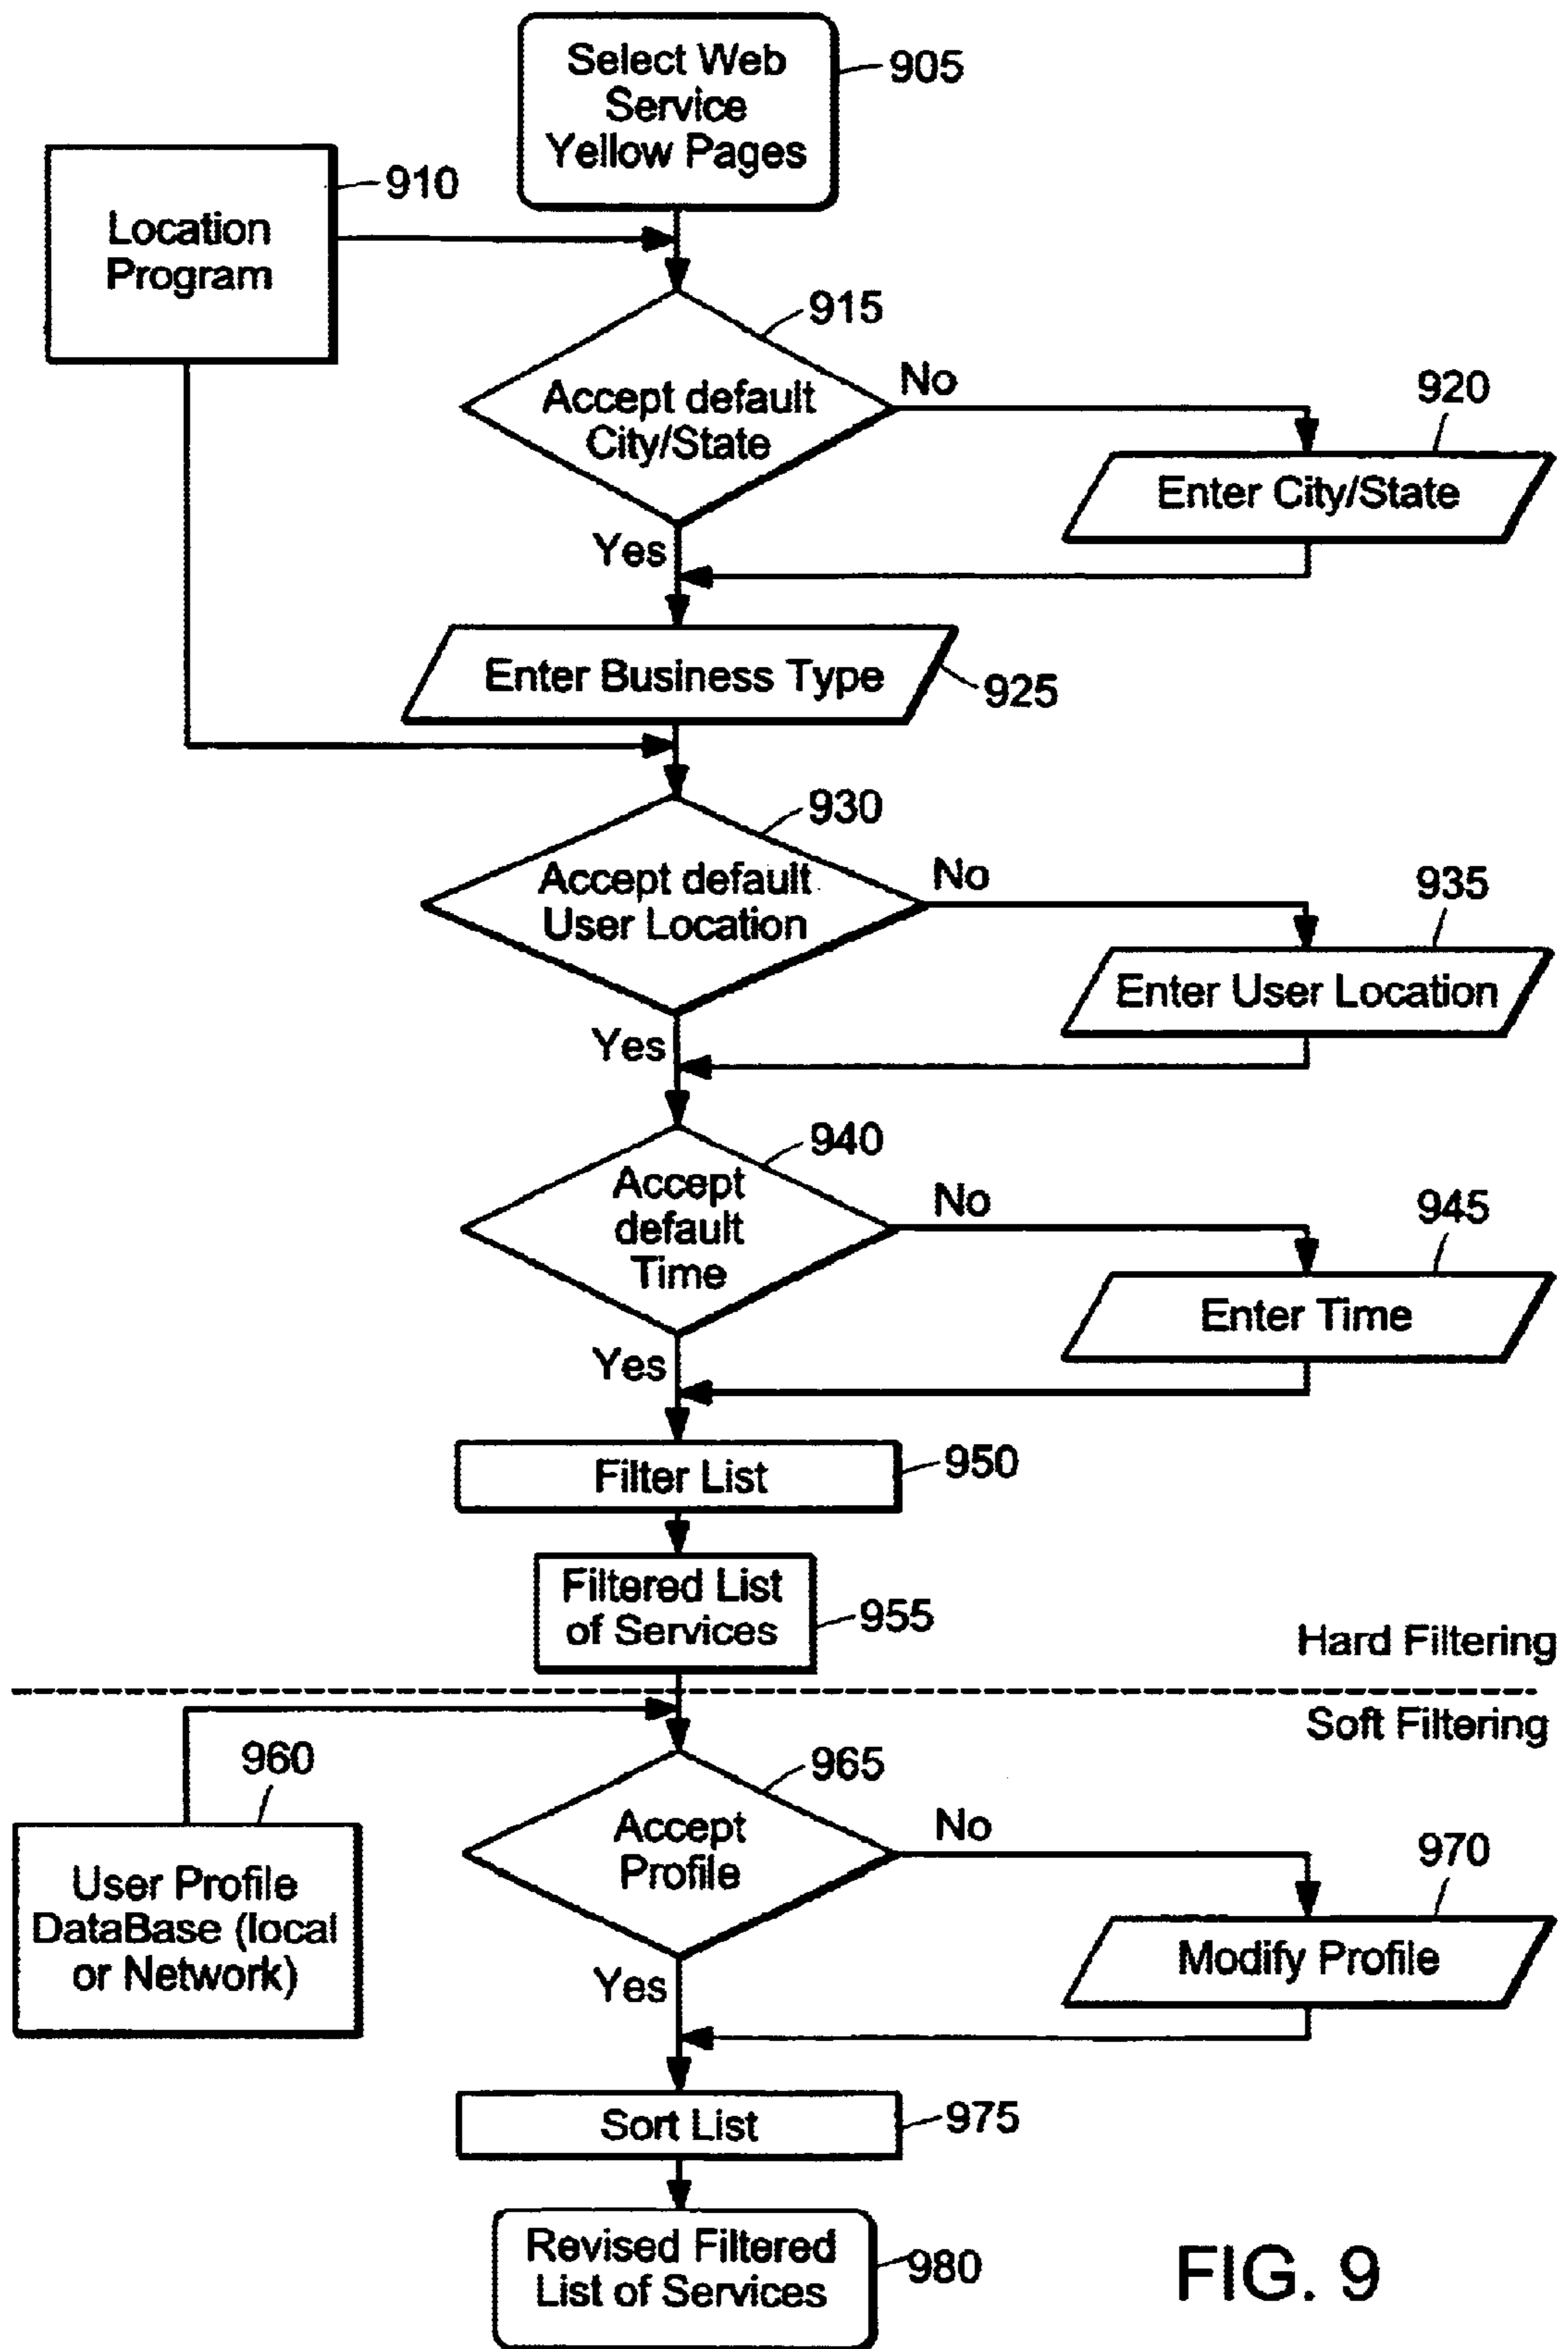 Select Web
Service
Yellow Pages
905
Location
Program
910
915
Accept default
City/State
No
920
Enter City/State
Yes
Enter Business Type
925
930
Accept default
User Location
No
935
Enter User Location
Yes
940
Accept
default
Time
No
945
Enter Time
Yes
Filter List
950
Filtered List
of Services
955
Hard Filtering
Soft Filtering
960
User Profile
DataBase (local
or Network)
965
Accept
Profile
No
970
Modify Profile
Yes
Sort List
975
Revised Filtered
List of Services
980
FIG. 9